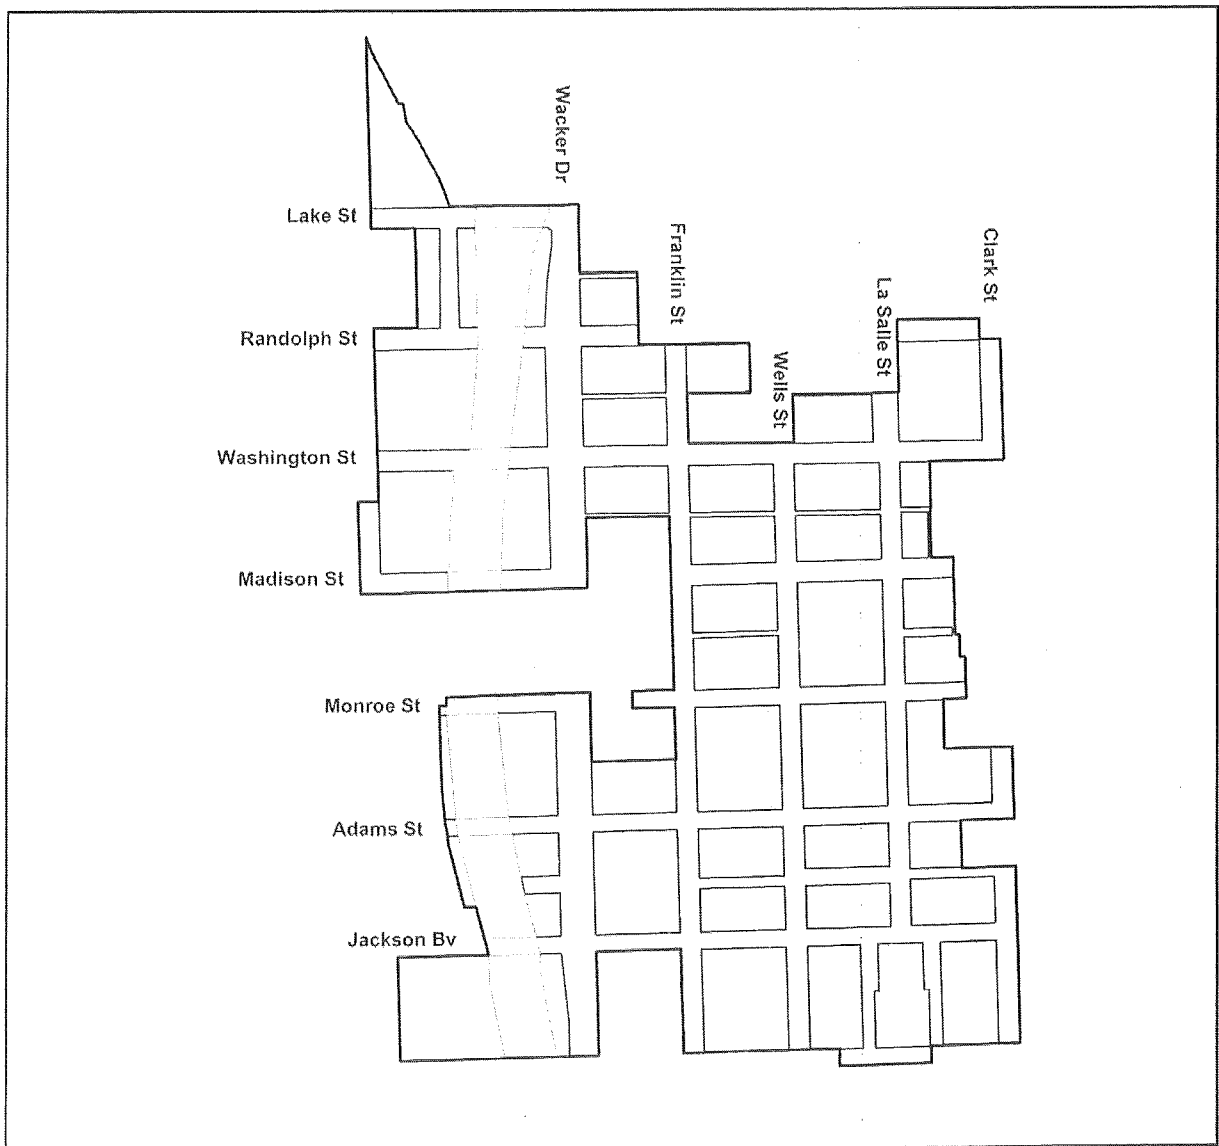 Wacker Dr
Lake St
Franklin St
Clark St
La Salle St
Randolph St
Wells St
Washington St
Madison St
Monroe St
Adams St
Jackson Bv